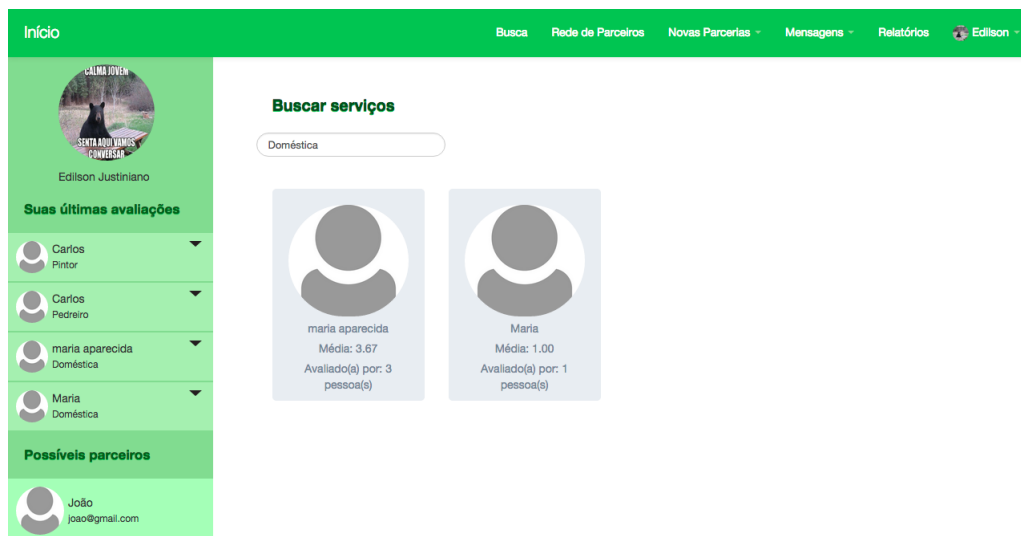 Início
Busca
Rede de Parceiros
Novas Parcerias
Mensagens
Relatórios
Edilson
CALMA JOVEM
SENTA AQUI VAMOS
CONVERSAR
Edilson Justiniano
Suas últimas avaliações
Carlos
Pintor
Carlos
Pedreiro
maria aparecida
Doméstica
Maria
Doméstica
Possíveis parceiros
João
joao@gmail.com
Buscar serviços
Doméstica
maria aparecida
Média: 3.67
Avaliado(a) por: 3
pessoa(s)
Maria
Média: 1.00
Avaliado(a) por: 1
pessoa(s)